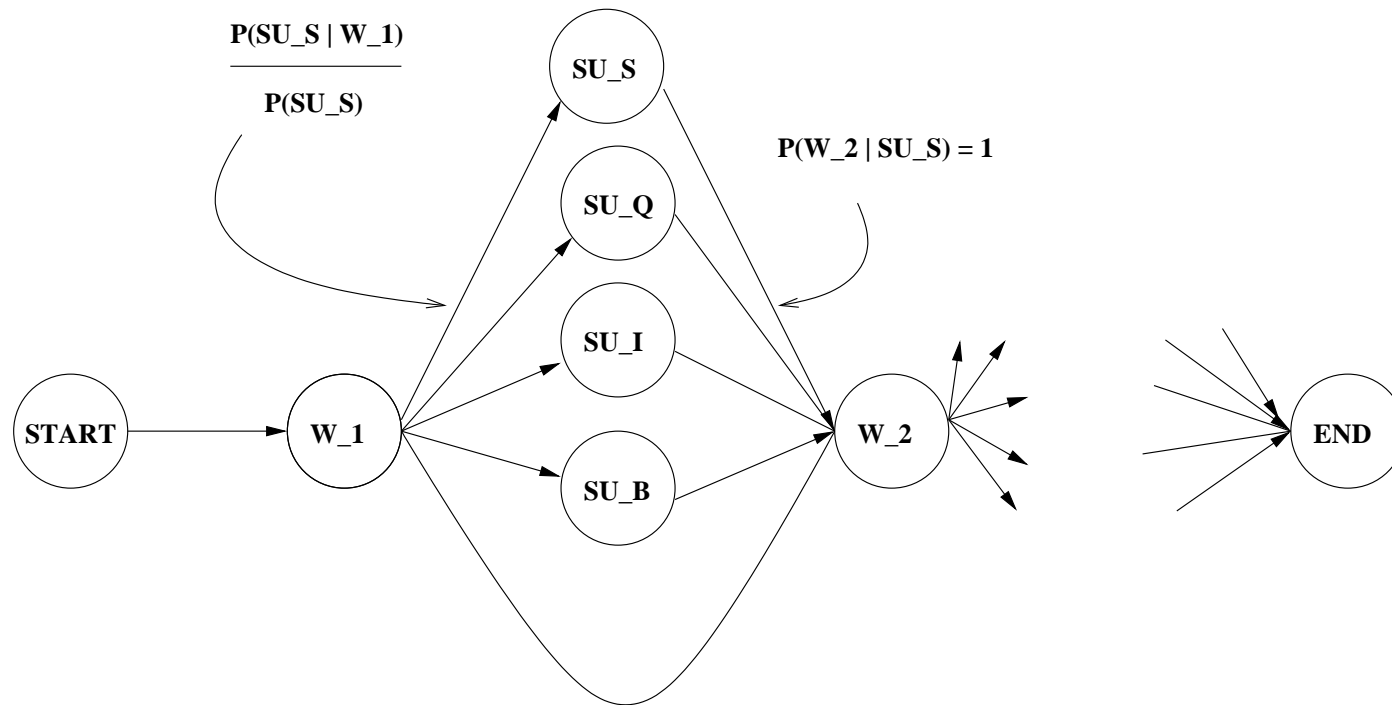 P(SU_S | W_1)
P(SU_S)
SU_S
P(W_2 | SU_S) = 1
SU_Q
SU_I
START
W_1
W_2
END
SU_B